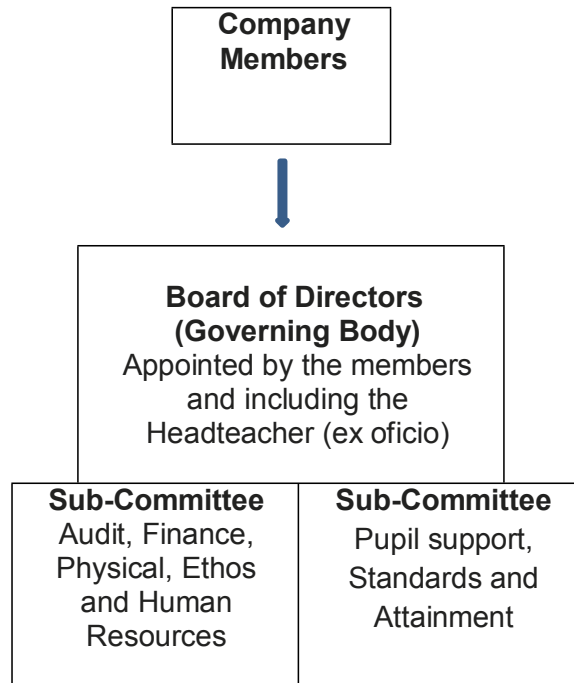 Company
Members
Board of Directors
(Governing Body)
Appointed by the members
and including the
Headteacher (ex oficio)
Sub-Committee
Audit, Finance,
Physical, Ethos
and Human
Resources
Sub-Committee
Pupil support,
Standards and
Attainment